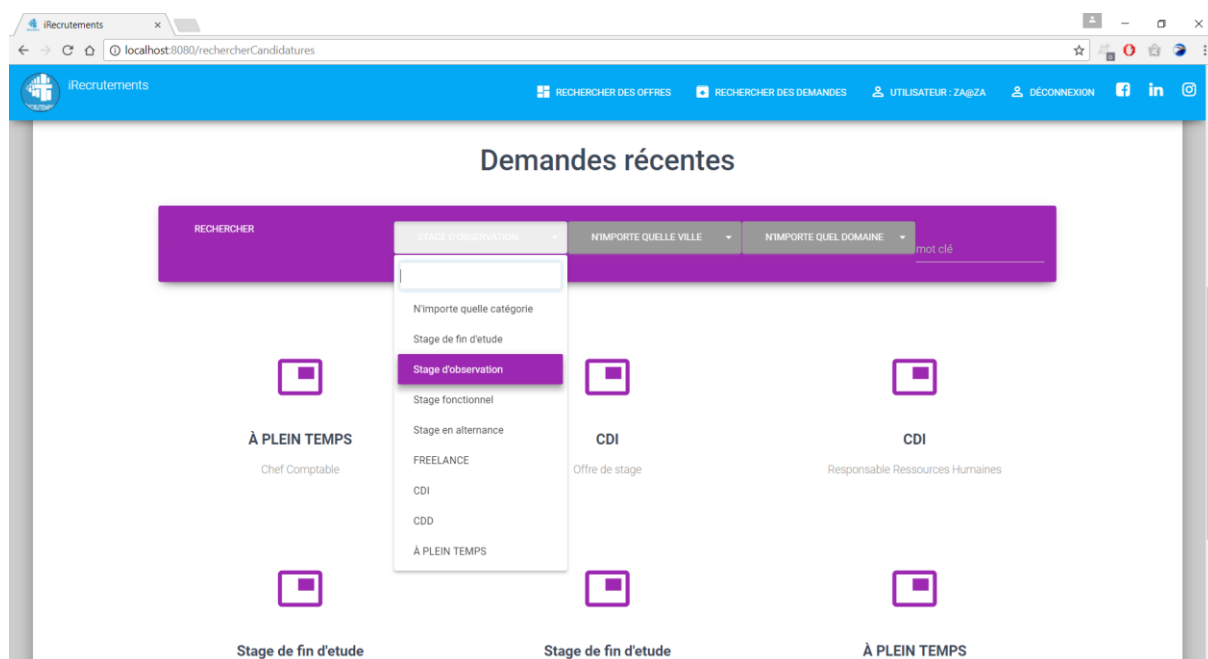 iRecrutements
localhost:8080/rechercherCandidatures
iRecrutements
RECHERCHER DES OFFRES
RECHERCHER DES DEMANDES
UTILISATEUR : ZA@ZA
DÉCONNEXION
Demandes récentes
RECHERCHER
STAGE D'OBSERVATION
N'IMPORTE QUELLE VILLE
N'IMPORTE QUEL DOMAINE
mot clé
N'importe quelle catégorie
Stage de fin d'etude
Stage d'observation
Stage fonctionnel
Stage en alternance
FREELANCE
CDI
CDD
À PLEIN TEMPS
À PLEIN TEMPS
CDI
CDI
Chef Comptable
Offre de stage
Responsable Ressources Humaines
Stage de fin d'etude
Stage de fin d'etude
À PLEIN TEMPS